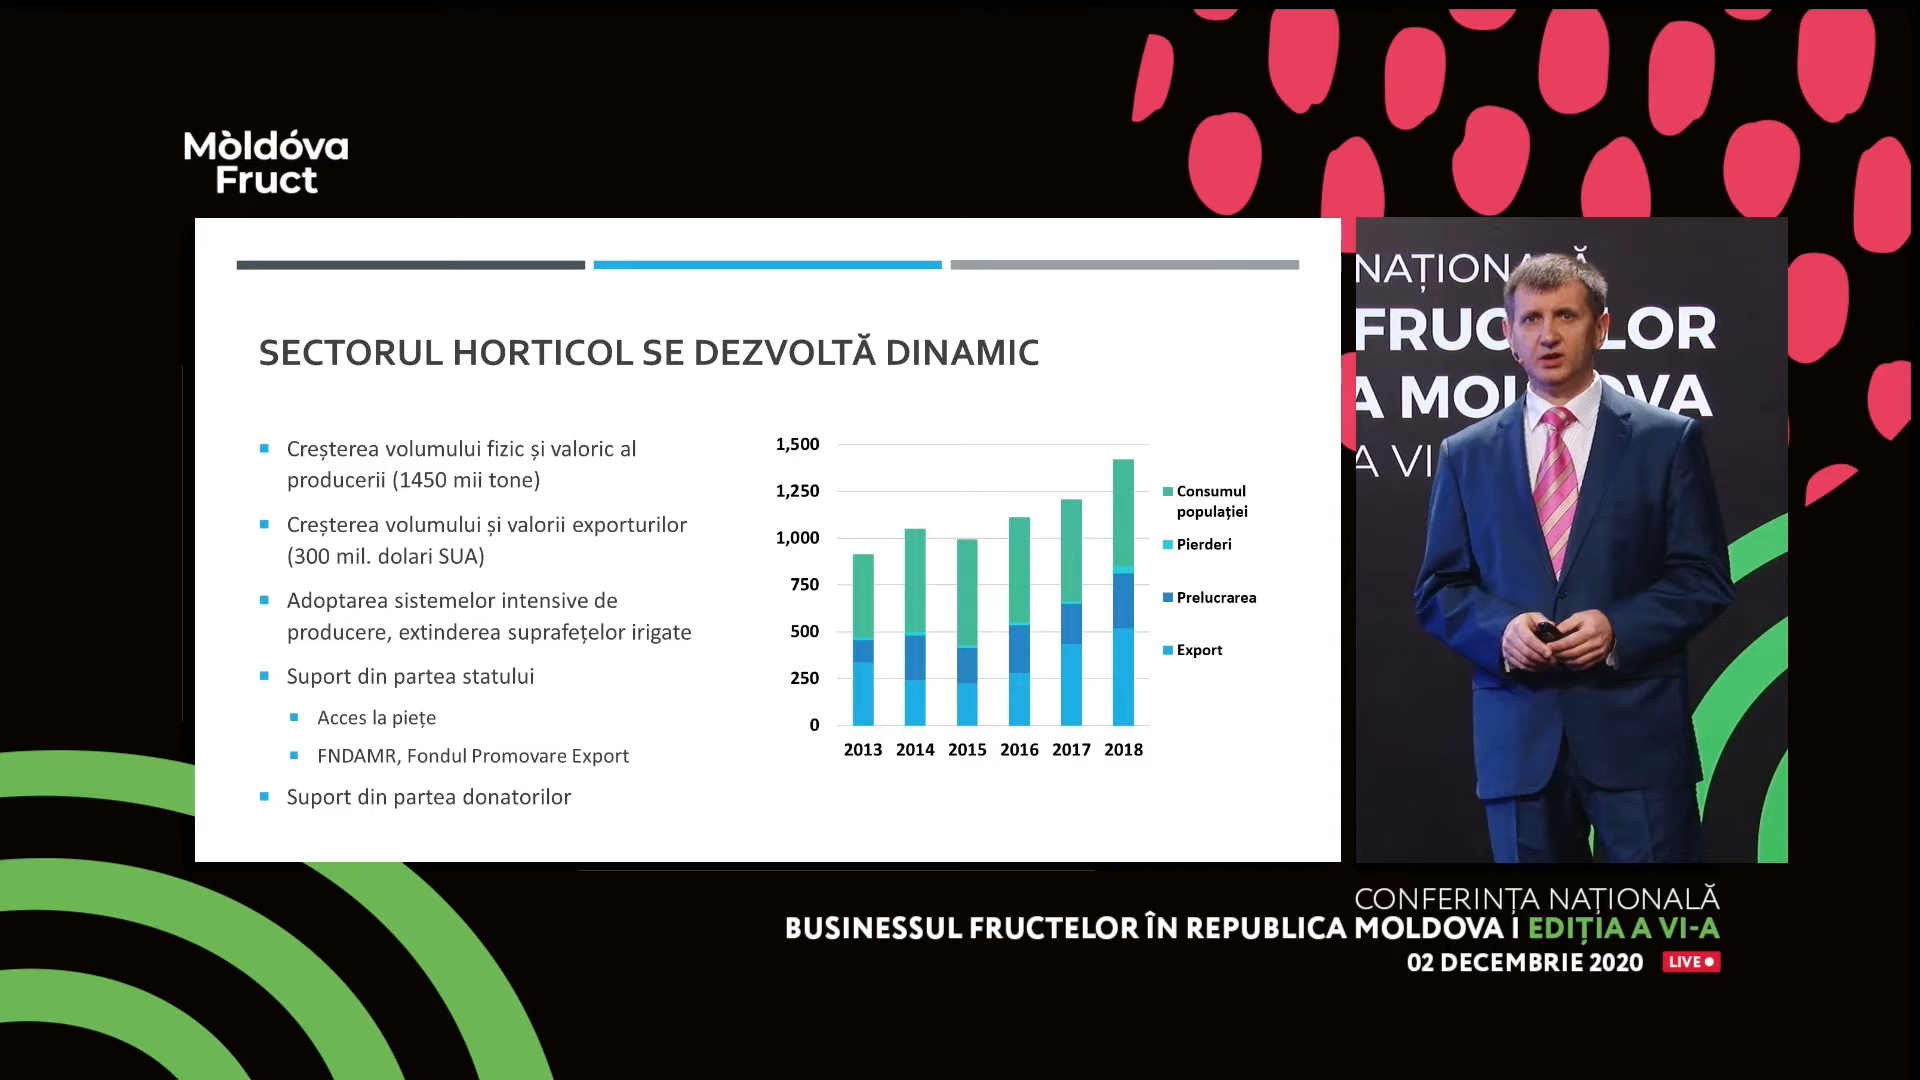 Mòldóva
Fruct
SECTORUL HORTICOL SE DEZVOLTĂ DINAMIC
Creșterea volumului fizic și valoric al
producerii (1450 mii tone)
Creșterea volumului și valorii exporturilor
(300 mil. dolari SUA)
Adoptarea sistemelor intensive de
producere, extinderea suprafețelor irigate
Suport din partea statului
Acces la piețe
FNDAMR, Fondul Promovare Export
Suport din partea donatorilor
1,500
1,250
1,000
750
500
250
0
2013 2014 2015 2016 2017 2018
Consumul
populației
Pierderi
Prelucrarea
Export
CONFERINȚA NAȚIONALĂ
BUSINESSUL FRUCTELOR ÎN REPUBLICA MOLDOVA I EDIȚIA A VI-A
02 DECEMBRIE 2020 LIVE